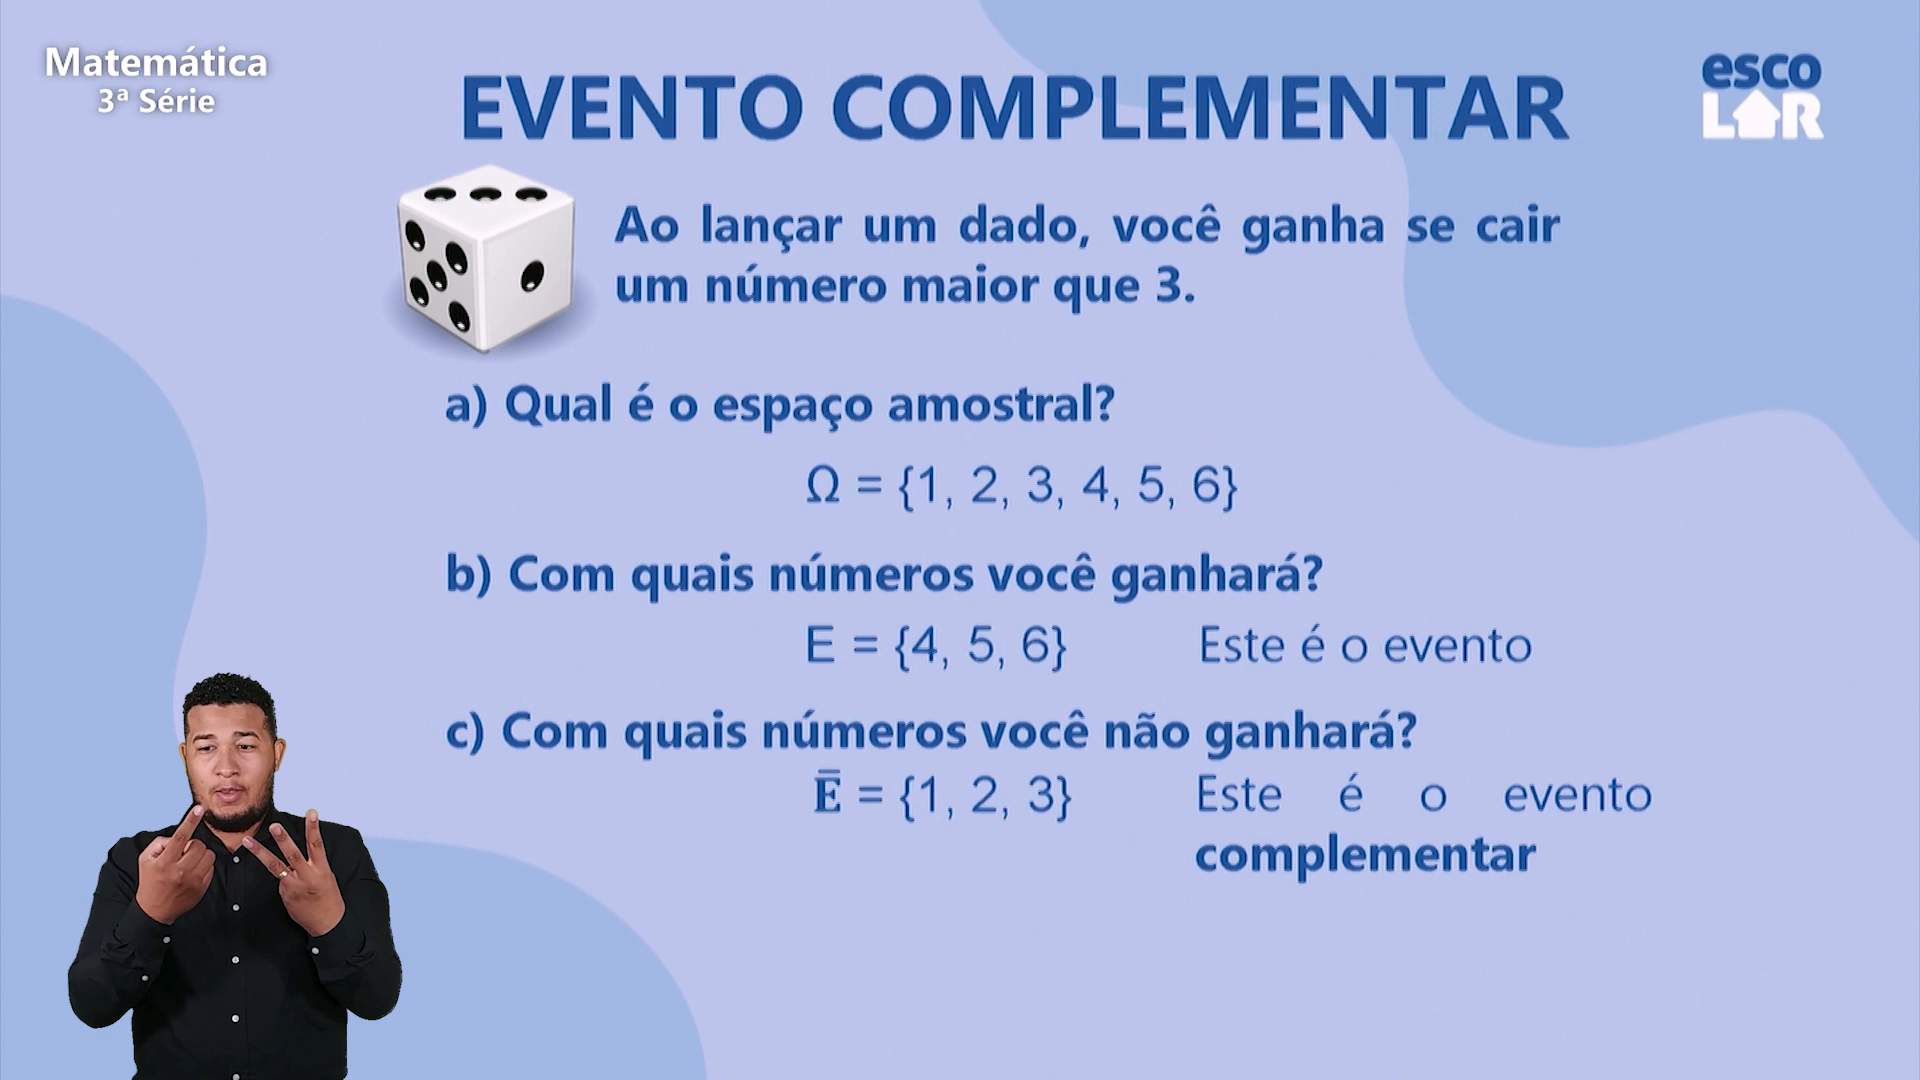 Matemática
3ª Série
EVENTO COMPLEMENTAR
esco
LAR
Ao lançar um dado, você ganha se cair
um número maior que 3.
a) Qual é o espaço amostral?
Ω = {1, 2, 3, 4, 5, 6}
b) Com quais números você ganhará?
E = {4, 5, 6} Este é o evento
c) Com quais números você não ganhará?
Ē = {1, 2, 3} Este é o evento
complementar